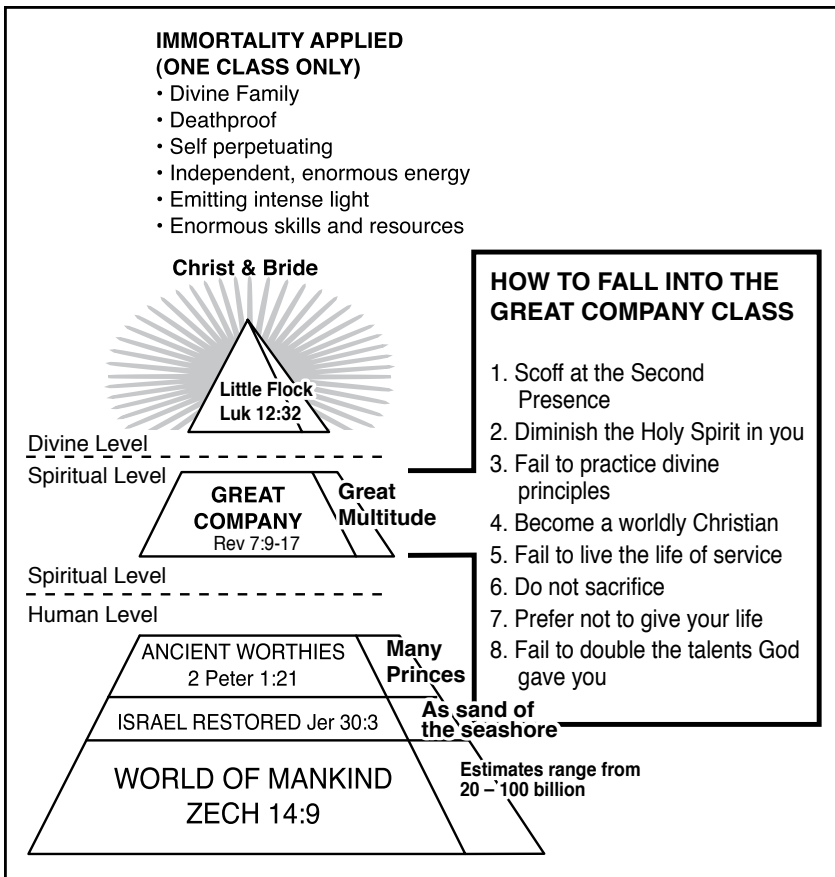 IMMORTALITY APPLIED
(ONE CLASS ONLY)
• Divine Family
• Deathproof
• Self perpetuating
• Independent, enormous energy
• Emitting intense light
• Enormous skills and resources
Christ & Bride
Little Flock
Luk 12:32
Divine Level
Spiritual Level
GREAT
COMPANY
Rev 7:9-17
Great
Multitude
Spiritual Level
Human Level
ANCIENT WORTHIES
2 Peter 1:21
Many
Princes
ISRAEL RESTORED Jer 30:3
As sand of
the seashore
WORLD OF MANKIND
ZECH 14:9
Estimates range from
20 – 100 billion
HOW TO FALL INTO THE
GREAT COMPANY CLASS
1. Scoff at the Second
Presence
2. Diminish the Holy Spirit in you
3. Fail to practice divine
principles
4. Become a worldly Christian
5. Fail to live the life of service
6. Do not sacrifice
7. Prefer not to give your life
8. Fail to double the talents God
gave you